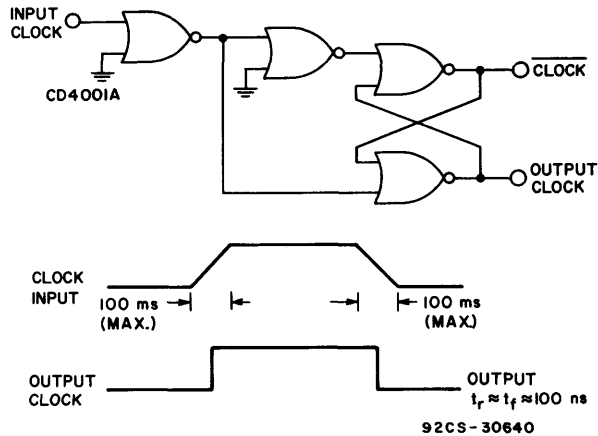 INPUT
CLOCK
CD4001A
CLOCK
OUTPUT
CLOCK
CLOCK
INPUT
100 ms
(MAX.)
100 ms
(MAX.)
OUTPUT
CLOCK
OUTPUT
tr ≈ tf ≈ 100 ns
92CS-30640